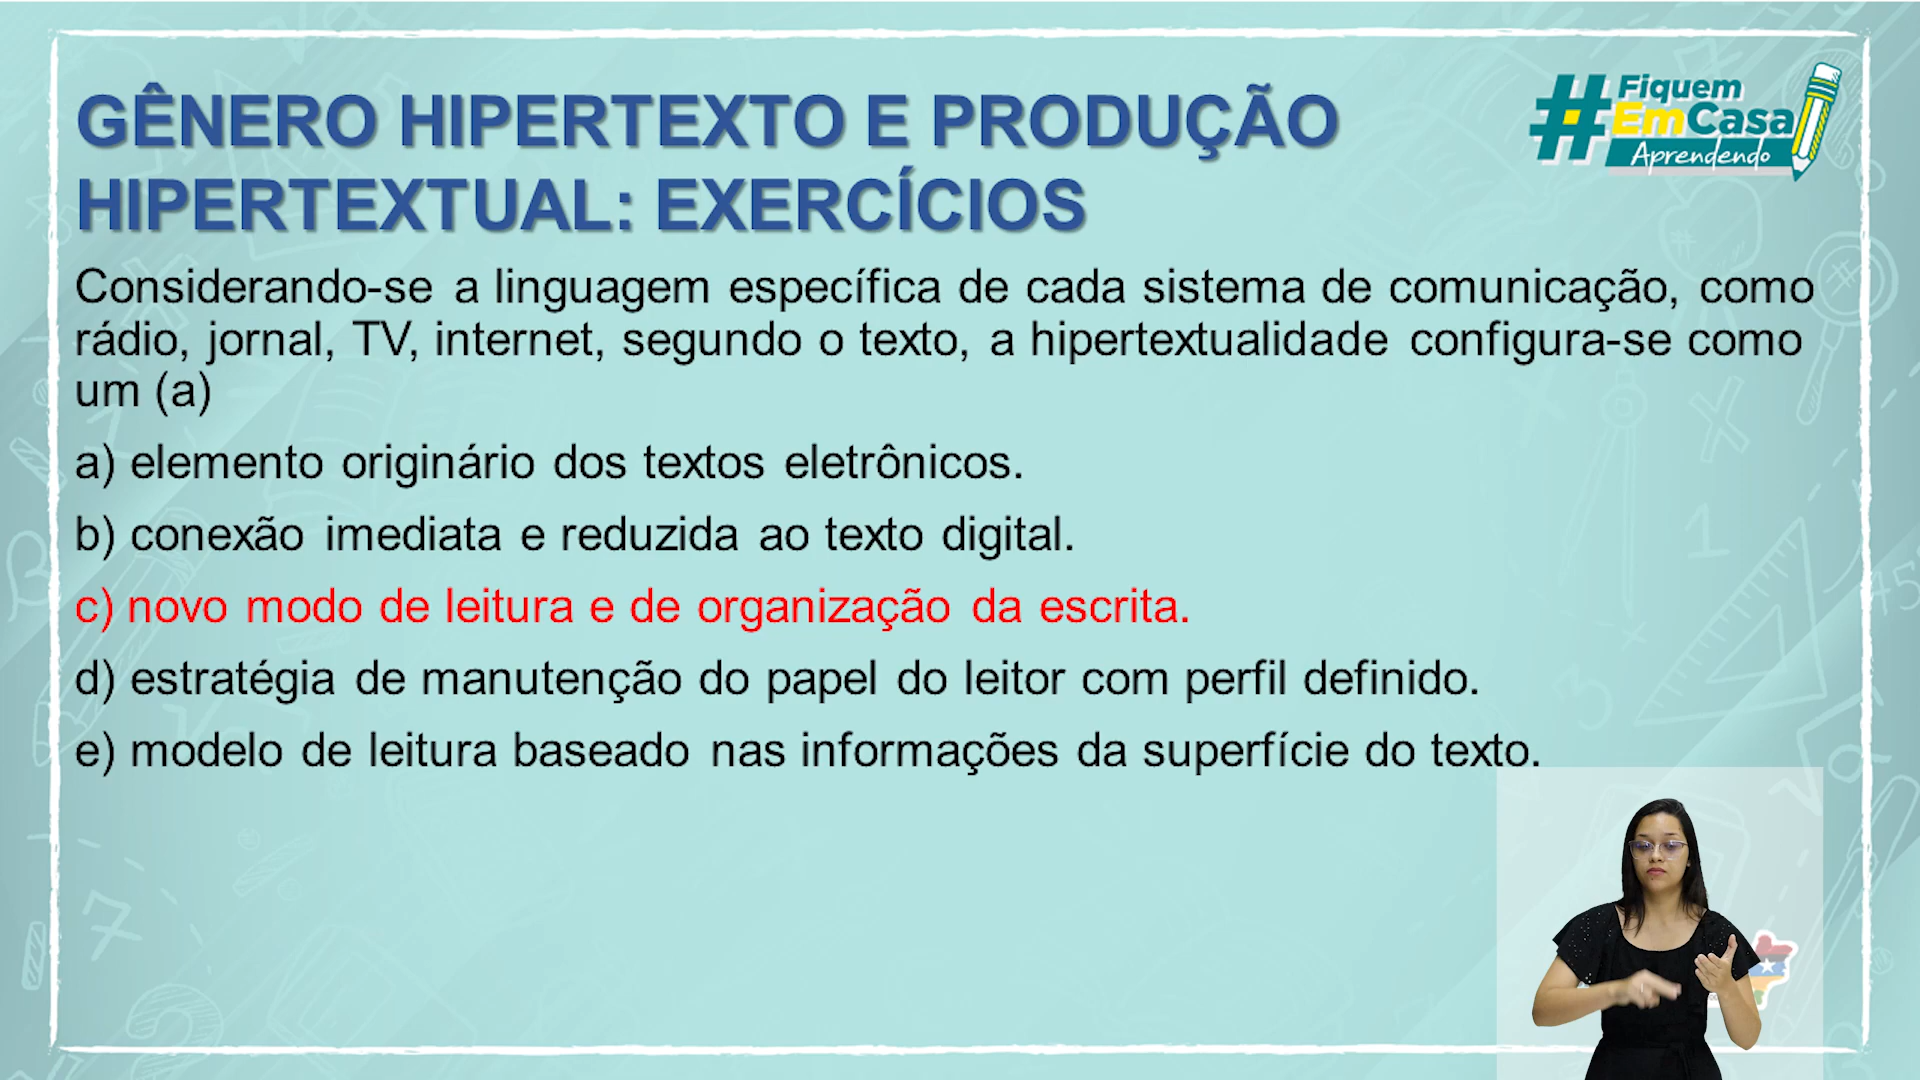 GÊNERO HIPERTEXTO E PRODUÇÃO
HIPERTEXTUAL: EXERCÍCIOS
#Fiquem
EmCasa
Aprendendo
Considerando-se a linguagem específica de cada sistema de comunicação, como
rádio, jornal, TV, internet, segundo o texto, a hipertextualidade configura-se como
um (a)
a) elemento originário dos textos eletrônicos.
b) conexão imediata e reduzida ao texto digital.
c) novo modo de leitura e de organização da escrita.
d) estratégia de manutenção do papel do leitor com perfil definido.
e) modelo de leitura baseado nas informações da superfície do texto.